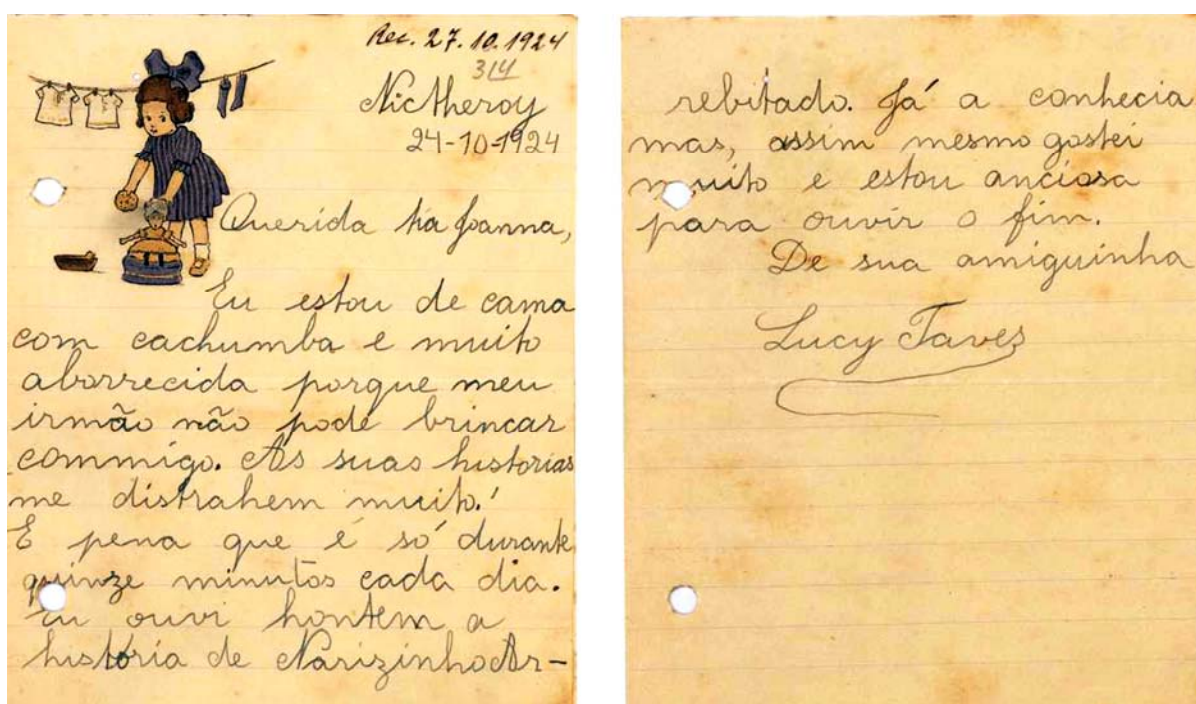 Rec. 27.10.1924
314
Nictheroy
24-10-1924
Querida tia Joanna,
Eu estou de cama
com cachumba e muito
aborrecida porque meu
irmão não pode brincar
commigo. As suas historias
me distrahem muito!
É pena que é só durante
quinze minutos cada dia.
Eu ouvi hontem a
história de Narizinho Ar-
rebitado. Já a conhecia
mas, assim mesmo gostei
muito e estou anciosa
para ouvir o fim.
De sua amiguinha
Lucy Taves